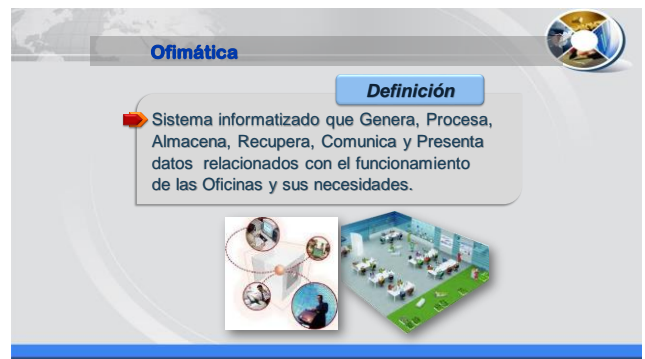 Ofimática
Definición
Sistema informatizado que Genera, Procesa,
Almacena, Recupera, Comunica y Presenta
datos relacionados con el funcionamiento
de las Oficinas y sus necesidades.